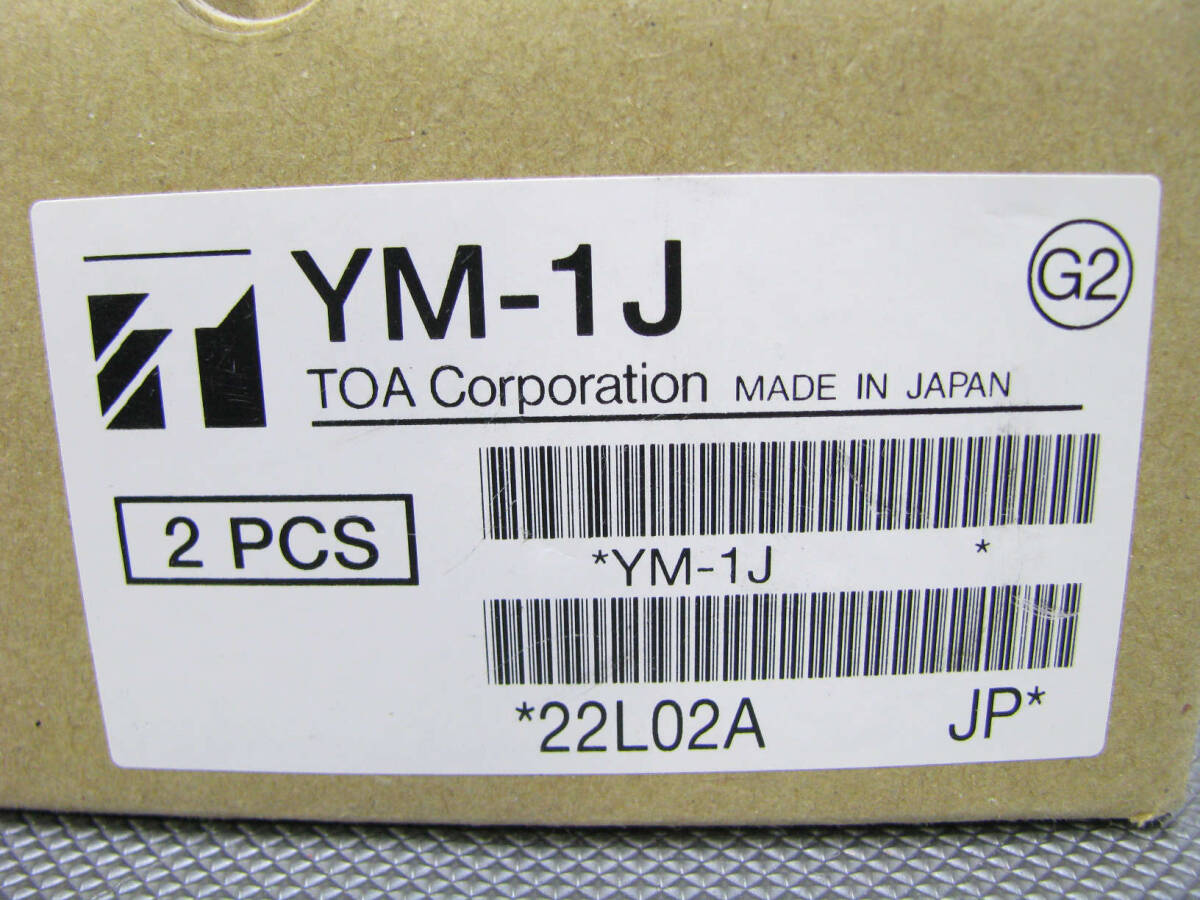 YM-1J
G2
TOA Corporation MADE IN JAPAN
2 PCS
*YM-1J *
*22L02A JP*